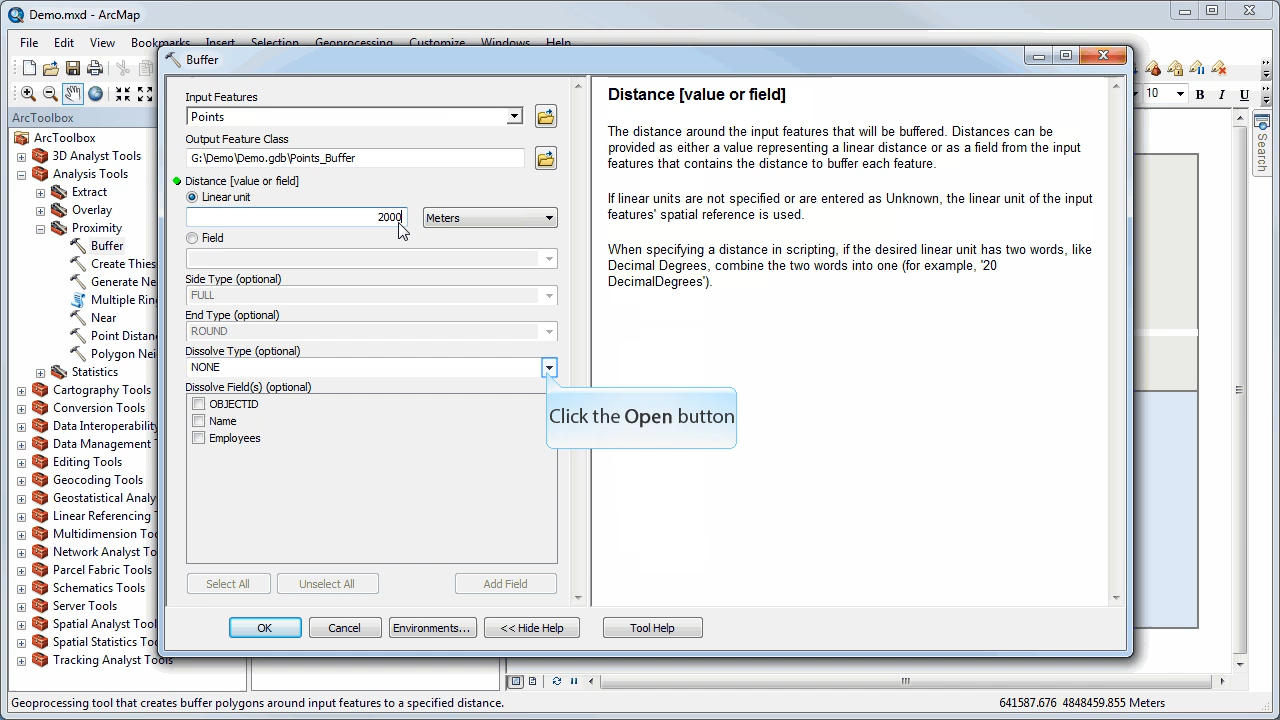 Demo.mxd - ArcMap
File Edit View Bookmarks Insert Selection Geoprocessing Customize Windows Help
Buffer
10 B I U
ArcToolbox
ArcToolbox
3D Analyst Tools
Analysis Tools
Extract
Overlay
Proximity
Buffer
Create Thies
Generate Ne
Multiple Rin
Near
Point Distan
Polygon Nei
Statistics
Cartography Tools
Conversion Tools
Data Interoperability
Data Management
Editing Tools
Geocoding Tools
Geostatistical Analy
Linear Referencing
Multidimension Too
Network Analyst To
Parcel Fabric Tools
Schematics Tools
Server Tools
Spatial Analyst Tool
Spatial Statistics To
Tracking Analyst Tools
Input Features
Points
Output Feature Class
G:\Demo\Demo.gdb\Points_Buffer
Distance [value or field]
Linear unit
2000 Meters
Field
Side Type (optional)
FULL
End Type (optional)
ROUND
Dissolve Type (optional)
NONE
Dissolve Field(s) (optional)
OBJECTID
Name
Employees
Select All Unselect All Add Field
OK Cancel Environments... << Hide Help Tool Help
Click the Open button
Distance [value or field]
The distance around the input features that will be buffered. Distances can be
provided as either a value representing a linear distance or as a field from the input
features that contains the distance to buffer each feature.
If linear units are not specified or are entered as Unknown, the linear unit of the input
features' spatial reference is used.
When specifying a distance in scripting, if the desired linear unit has two words, like
Decimal Degrees, combine the two words into one (for example, '20
DecimalDegrees').
Search
Geoprocessing tool that creates buffer polygons around input features to a specified distance.
641587.676 4848459.855 Meters